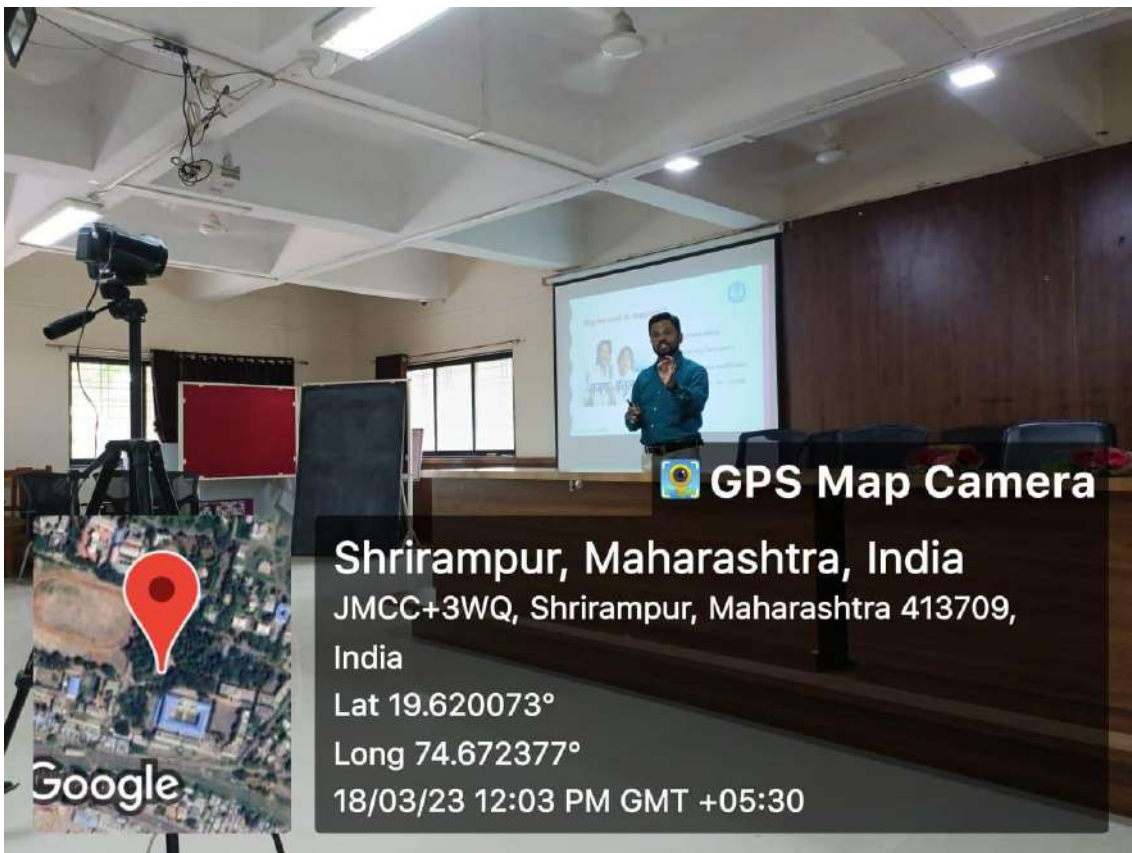 GPS Map Camera
Shrirampur, Maharashtra, India
JMCC+3WQ, Shrirampur, Maharashtra 413709,
India
Lat 19.620073°
Long 74.672377°
18/03/23 12:03 PM GMT +05:30
Google